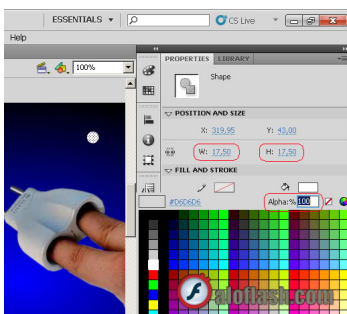 ESSENTIALS
CS Live
Help
100%
PROPERTIES LIBRARY
Shape
POSITION AND SIZE
X: 319,95 Y: 43,00
W: 17,50 H: 17,50
FILL AND STROKE
#D6D6D6 Alpha:% 100
aloflash.com